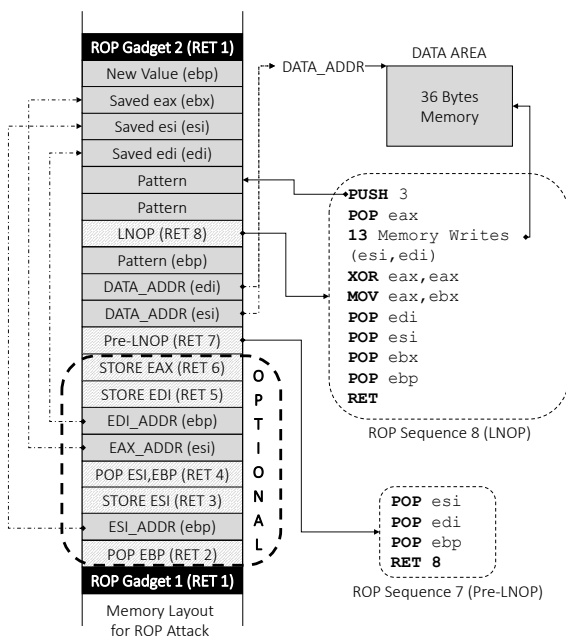 ROP Gadget 2 (RET 1)
New Value (ebp)
Saved eax (ebx)
Saved esi (esi)
Saved edi (edi)
Pattern
Pattern
LNOP (RET 8)
Pattern (ebp)
DATA_ADDR (edi)
DATA_ADDR (esi)
Pre-LNOP (RET 7)
STORE EAX (RET 6)
STORE EDI (RET 5)
EDI_ADDR (ebp)
EAX_ADDR (esi)
POP ESI,EBP (RET 4)
STORE ESI (RET 3)
ESI_ADDR (ebp)
POP EBP (RET 2)
OPTIONAL
ROP Gadget 1 (RET 1)
Memory Layout
for ROP Attack
DATA_ADDR
DATA AREA
36 Bytes
Memory
PUSH 3
POP eax
13 Memory Writes
(esi,edi)
XOR eax,eax
MOV eax,ebx
POP edi
POP esi
POP ebx
POP ebp
RET
ROP Sequence 8 (LNOP)
POP esi
POP edi
POP ebp
RET 8
ROP Sequence 7 (Pre-LNOP)